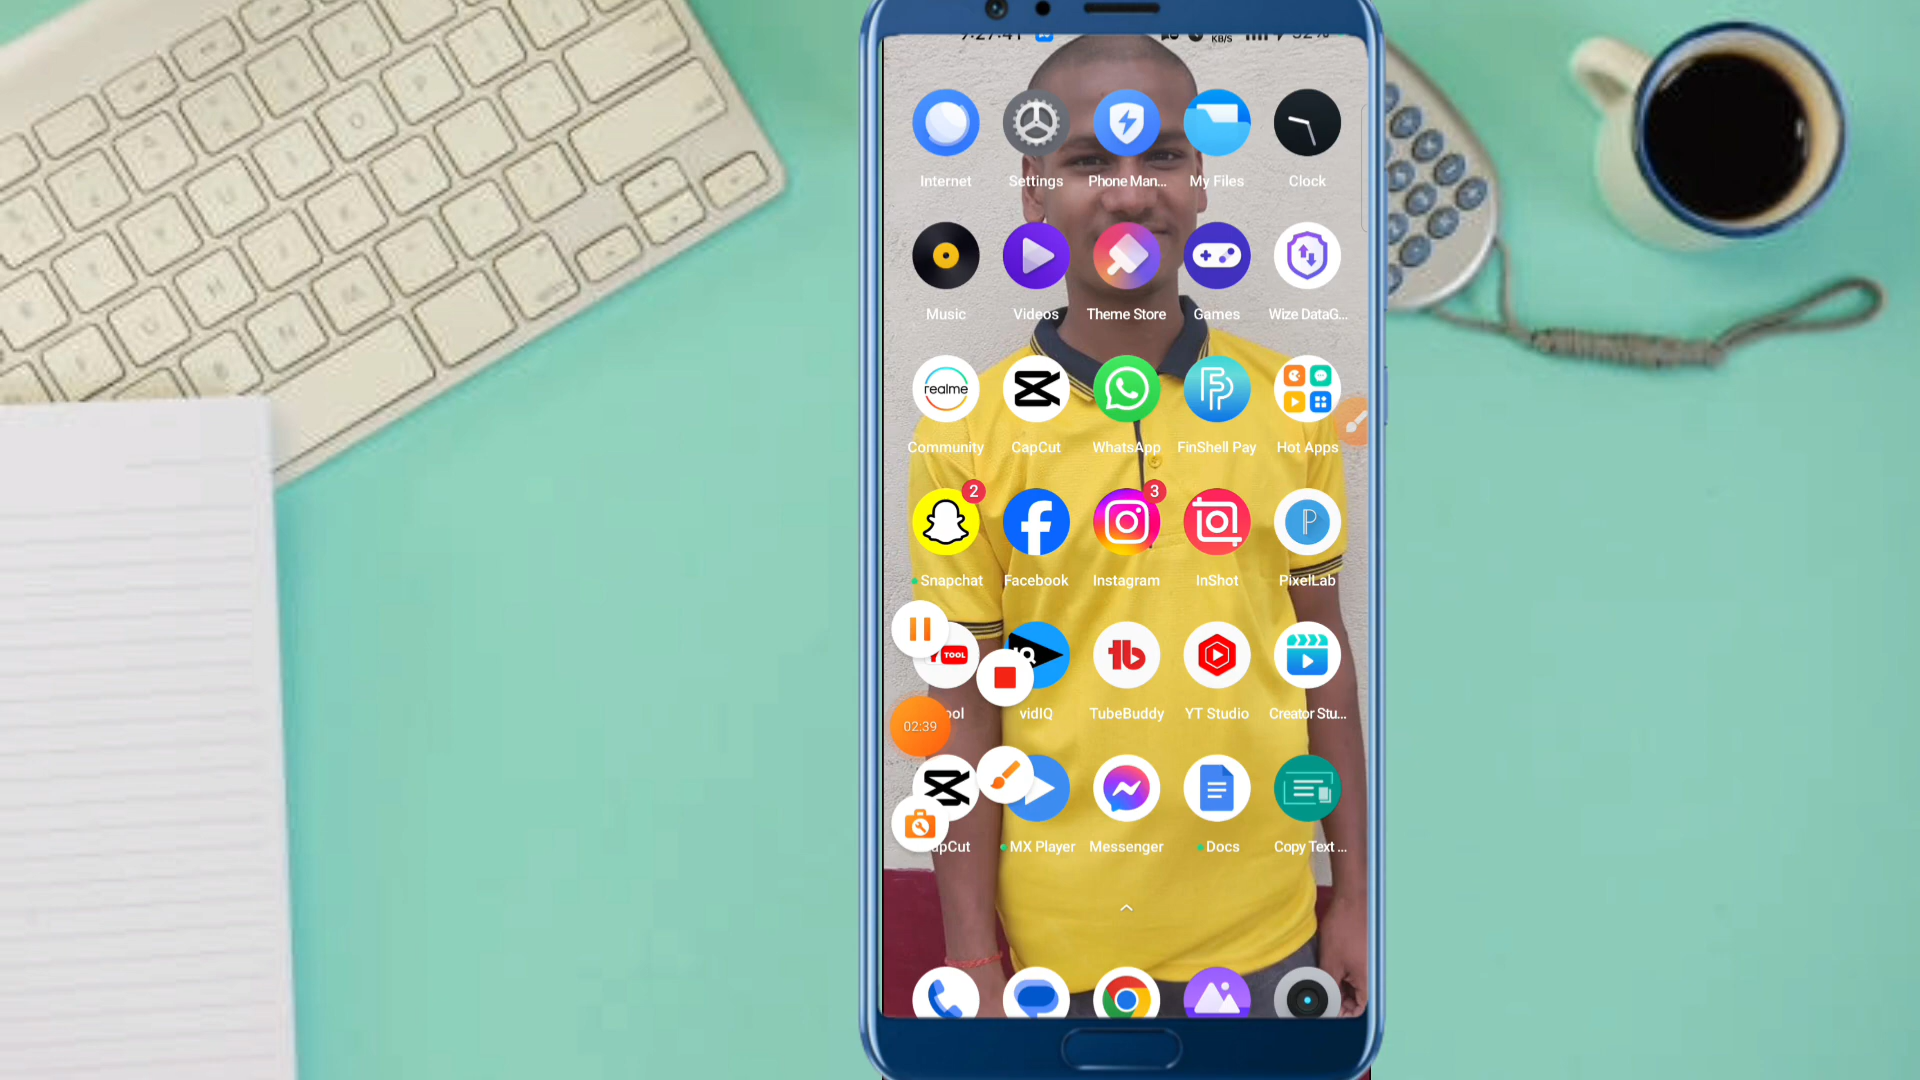 Internet Settings Phone Man... My Files Clock
Music Videos Theme Store Games Wize DataG...
realme
Community CapCut WhatsApp FinShell Pay Hot Apps
2 3
Snapchat Facebook Instagram InShot PixelLab
TOOL
vidIQ TubeBuddy YT Studio Creator Stu...
02:39
MX Player Messenger Docs Copy Text ...